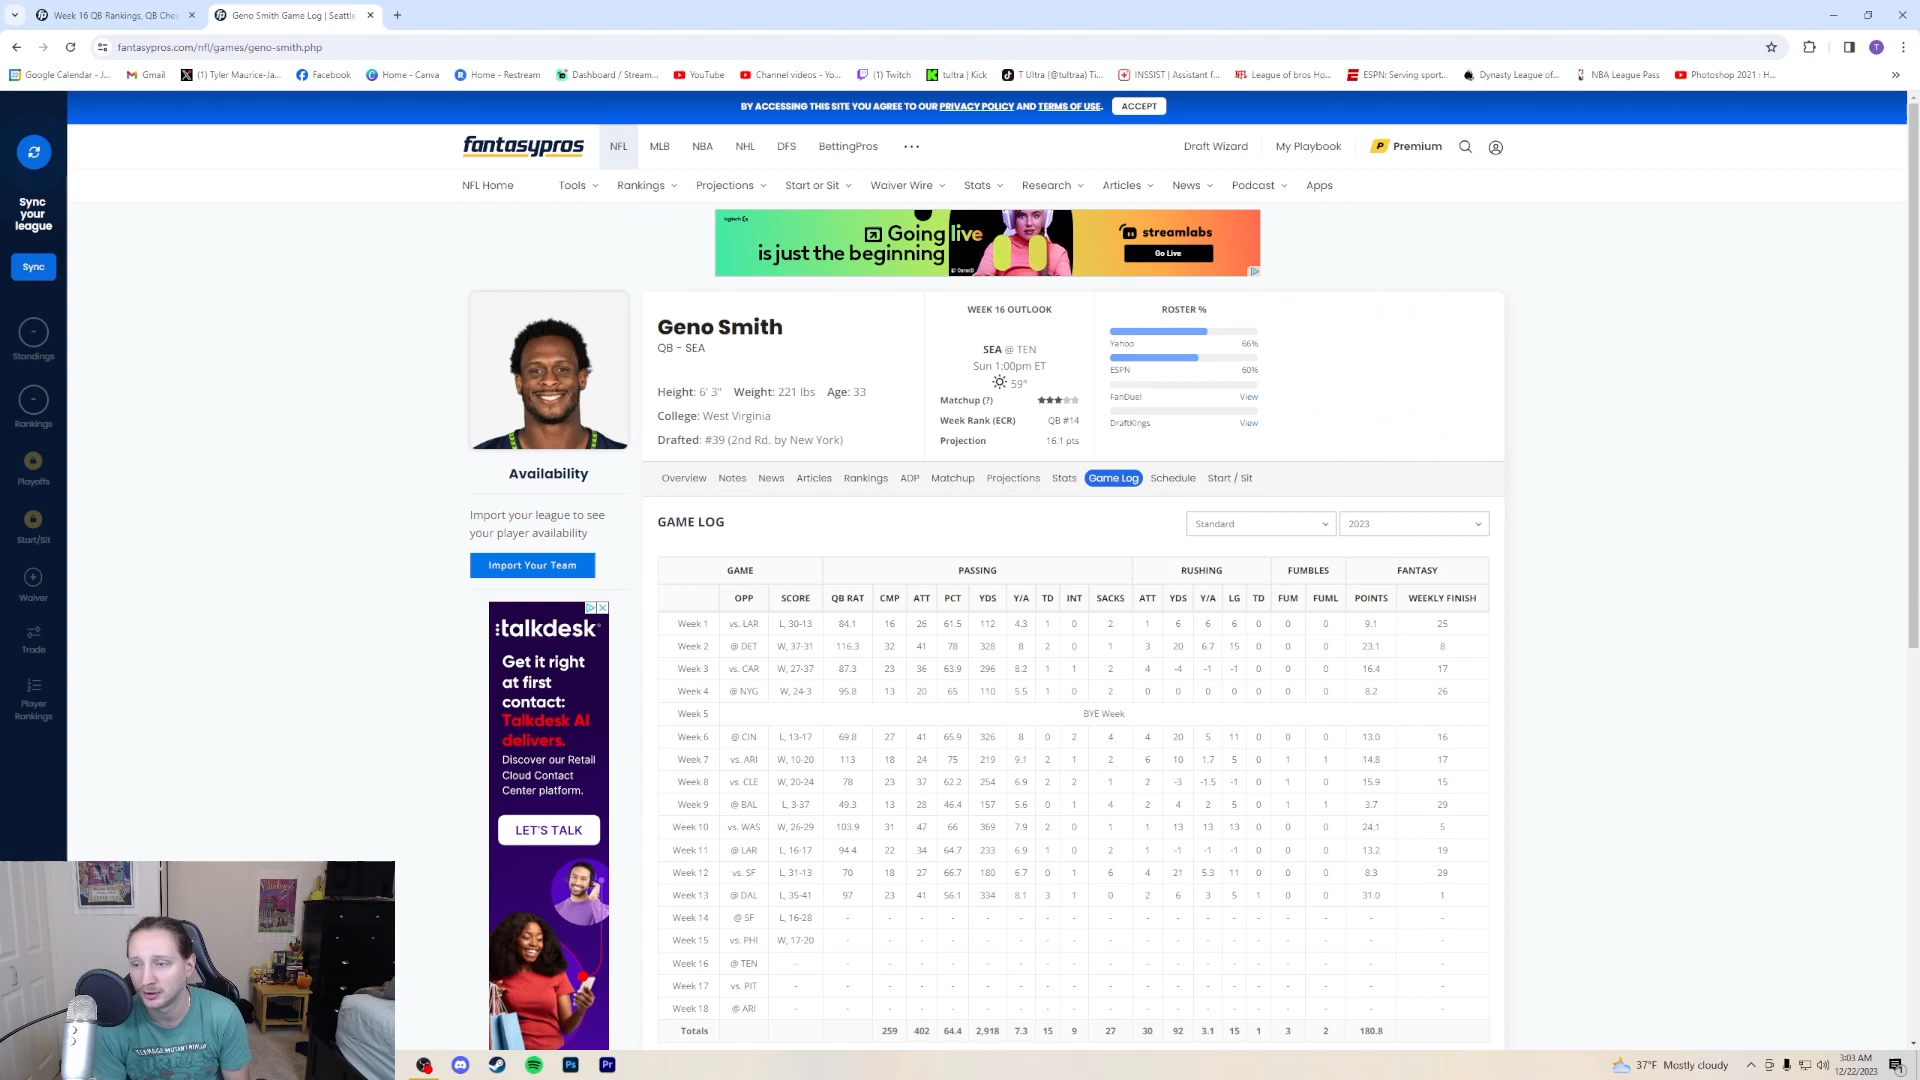 Week 16 QB Rankings, QB Chea
Geno Smith Game Log | Seattle
fantasypros.com/nfl/games/geno-smith.php
Google Calendar - J...
Gmail
(1) Tyler Maurice-Ja...
Facebook
Home - Canva
Home - Restream
Dashboard / Stream...
YouTube
Channel videos - Yo...
(1) Twitch
tultra | Kick
T Ultra (@tultraa) Ti...
INSSIST | Assistant f...
League of bros Ho...
ESPN: Serving sport...
Dynasty League of...
NBA League Pass
Photoshop 2021 : H...
BY ACCESSING THIS SITE YOU AGREE TO OUR PRIVACY POLICY AND TERMS OF USE. ACCEPT
fantasypros NFL MLB NBA NHL DFS BettingPros ... Draft Wizard My Playbook P Premium
NFL Home Tools Rankings Projections Start or Sit Waiver Wire Stats Research Articles News Podcast Apps
Sync your league
Sync
Standings
Rankings
Playoffs
Start/Sit
Waiver
Trade
Player Rankings
logitech G
Going live
is just the beginning
streamlabs
Go Live
Geno Smith
QB - SEA
Height: 6' 3" Weight: 221 lbs Age: 33
College: West Virginia
Drafted: #39 (2nd Rd. by New York)
WEEK 16 OUTLOOK
SEA @ TEN
Sun 1:00pm ET
59°
Matchup (?) ★★★★★
Week Rank (ECR) QB #14
Projection 16.1 pts
ROSTER %
Yahoo 66%
ESPN 60%
FanDuel View
DraftKings View
Availability
Import your league to see
your player availability
Import Your Team
Overview Notes News Articles Rankings ADP Matchup Projections Stats Game Log Schedule Start / Sit
GAME LOG
Standard
2023
GAME PASSING RUSHING FUMBLES FANTASY
OPP SCORE QB RAT CMP ATT PCT YDS Y/A TD INT SACKS ATT YDS Y/A LG TD FUM FUML POINTS WEEKLY FINISH
Week 1 vs. LAR L, 30-13 84.1 16 26 61.5 112 4.3 1 0 2 1 6 6 6 0 0 0 9.1 25
Week 2 @ DET W, 37-31 116.3 32 41 78 328 8 2 0 1 3 20 6.7 15 0 0 0 23.1 8
Week 3 vs. CAR W, 27-37 87.3 23 36 63.9 296 8.2 1 1 2 4 -4 -1 -1 0 0 0 16.4 17
Week 4 @ NYG W, 24-3 95.8 13 20 65 110 5.5 1 0 2 0 0 0 0 0 0 0 8.2 26
Week 5 BYE Week
Week 6 @ CIN L, 13-17 69.8 27 41 65.9 326 8 0 2 4 4 20 5 11 0 0 0 13.0 16
Week 7 vs. ARI W, 10-20 113 18 24 75 219 9.1 2 1 2 6 10 1.7 5 0 1 1 14.8 17
Week 8 vs. CLE W, 20-24 78 23 37 62.2 254 6.9 2 2 1 2 -3 -1.5 -1 0 1 0 15.9 15
Week 9 @ BAL L, 3-37 49.3 13 28 46.4 157 5.6 0 1 4 2 4 2 5 0 1 1 3.7 29
Week 10 vs. WAS W, 26-29 103.9 31 47 66 369 7.9 2 0 1 1 13 13 13 0 0 0 24.1 5
Week 11 @ LAR L, 16-17 94.4 22 34 64.7 233 6.9 1 0 2 1 -1 -1 -1 0 0 0 13.2 19
Week 12 vs. SF L, 31-13 70 18 27 66.7 180 6.7 0 1 6 4 21 5.3 11 0 0 0 8.3 29
Week 13 @ DAL L, 35-41 97 23 41 56.1 334 8.1 3 1 0 2 6 3 5 1 0 0 31.0 1
Week 14 @ SF L, 16-28 - - - - - - - - - - - - - - - - - -
Week 15 vs. PHI W, 17-20 - - - - - - - - - - - - - - - - - -
Week 16 @ TEN - - - - - - - - - - - - - - - - - - -
Week 17 vs. PIT - - - - - - - - - - - - - - - - - - -
Week 18 @ ARI - - - - - - - - - - - - - - - - - - -
Totals 259 402 64.4 2,918 7.3 15 9 27 30 92 3.1 15 1 3 2 180.8
:talkdesk
Get it right
at first
contact:
Talkdesk AI
delivers.
Discover our Retail
Cloud Contact
Center platform.
LET'S TALK
TEENAGE MUTANT NINJA
37°F Mostly cloudy
3:03 AM
12/22/2023